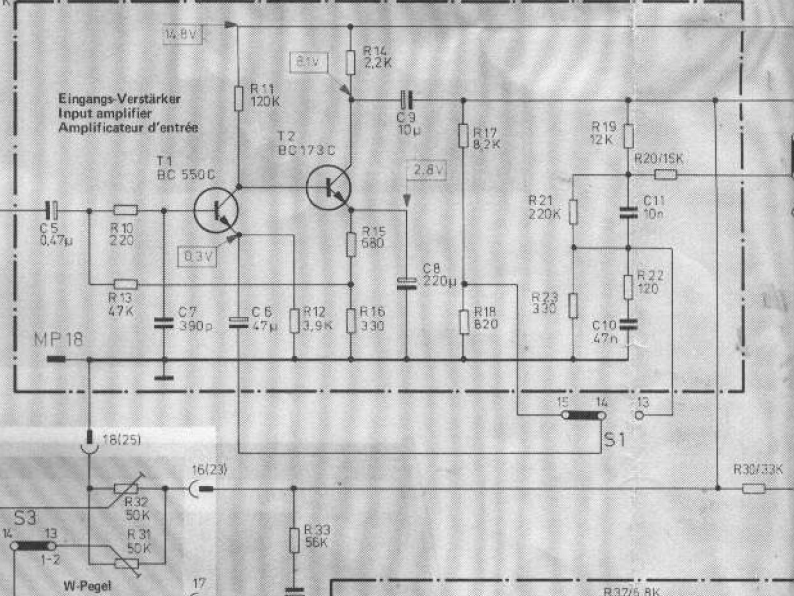 K
14.8V
R14
2,2K
8.1V
R11
120K
Eingangs-Verstärker
Input amplifier
Amplificateur d'entrée
C9
10µ
R17
8,2K
R19
12K
T2
BC 173 C
T1
BC 550C
R20/15K
2,8V
R21
220K
C11
10n
C5
0,47µ
R10
220
R15
680
0,3V
C8
220µ
R22
120
R13
47K
C7
390p
C6
47µ
R12
3,9K
R16
330
R18
820
R23
330
C10
47n
MP 18
15
14
13
S1
18(25)
16(23)
R30/33K
R32
50K
S3
14
13
1-2
R31
50K
R33
56K
W-Pegel
17
R37/6,8K